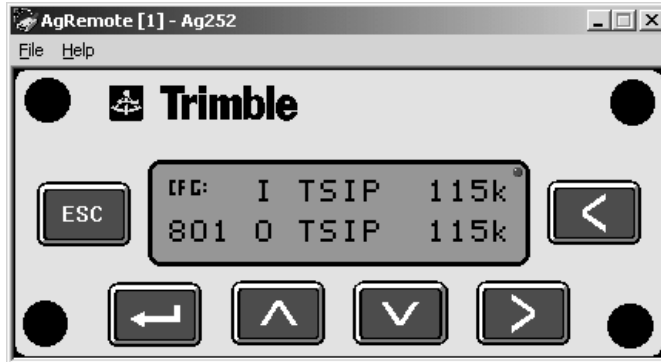 AgRemote [1] - Ag252
File Help
Trimble
ESC
CFG: I TSIP 115k
801 O TSIP 115k